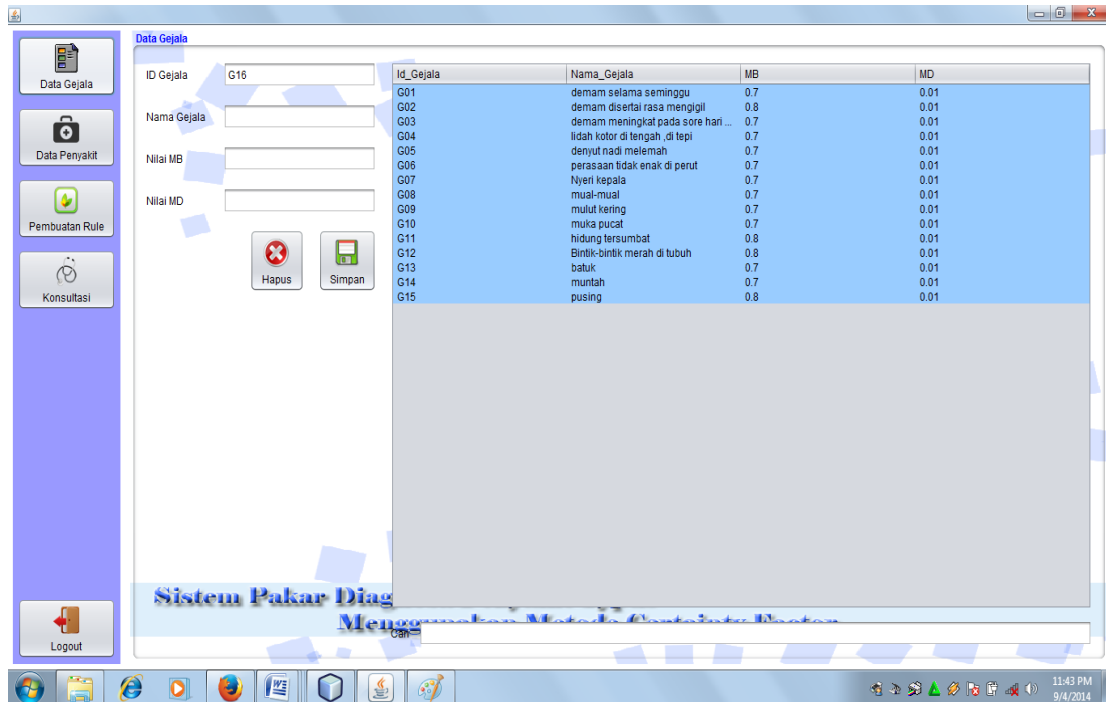 Data Gejala
Data Gejala
Data Penyakit
Pembuatan Rule
Konsultasi
Logout
ID Gejala G16
Nama Gejala
Nilai MB
Nilai MD
Hapus Simpan
Id_Gejala Nama_Gejala MB MD
G01 demam selama seminggu 0.7 0.01
G02 demam disertai rasa mengigil 0.8 0.01
G03 demam meningkat pada sore hari ... 0.7 0.01
G04 lidah kotor di tengah ,di tepi 0.7 0.01
G05 denyut nadi melemah 0.7 0.01
G06 perasaan tidak enak di perut 0.7 0.01
G07 Nyeri kepala 0.7 0.01
G08 mual-mual 0.7 0.01
G09 mulut kering 0.7 0.01
G10 muka pucat 0.7 0.01
G11 hidung tersumbat 0.8 0.01
G12 Bintik-bintik merah di tubuh 0.8 0.01
G13 batuk 0.7 0.01
G14 muntah 0.7 0.01
G15 pusing 0.8 0.01
Sistem Pakar Diag
Menggunakan Metode Certainty Factor
Cari
11:43 PM
9/4/2014